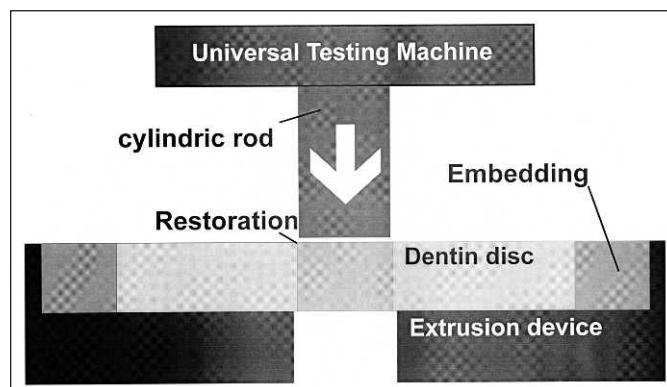 Universal Testing Machine
cylindric rod
Embedding
Restoration
Dentin disc
Extrusion device